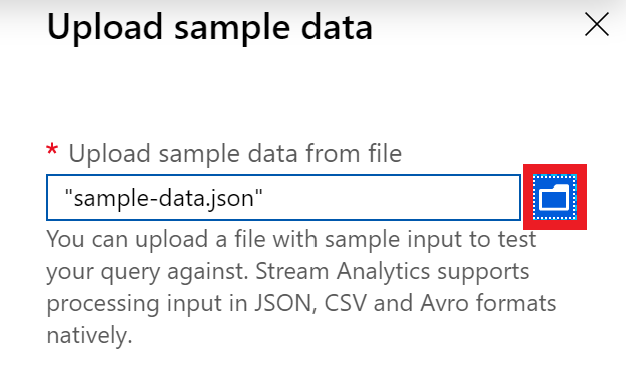 Upload sample data
* Upload sample data from file
"sample-data.json"
You can upload a file with sample input to test
your query against. Stream Analytics supports
processing input in JSON, CSV and Avro formats
natively.